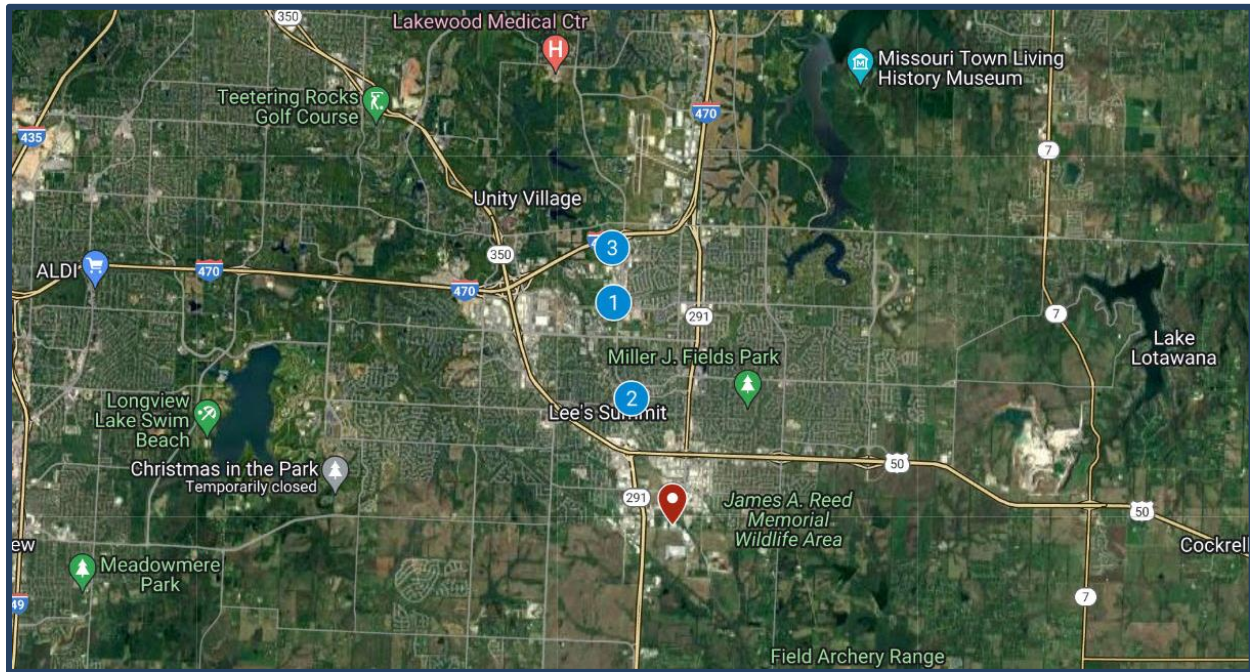 350
Lakewood Medical Ctr
H
Missouri Town Living
History Museum
Teetering Rocks
Golf Course
470
435
7
Unity Village
3
350
ALDI
470
470
1
7
291
Lake
Lotawana
Miller J. Fields Park
2
Longview
Lake Swim
Beach
Lee's Summit
Christmas in the Park
Temporarily closed
50
291
James A. Reed
Memorial
Wildlife Area
50
ew
Cockrell
Meadowmere
Park
49
7
Field Archery Range